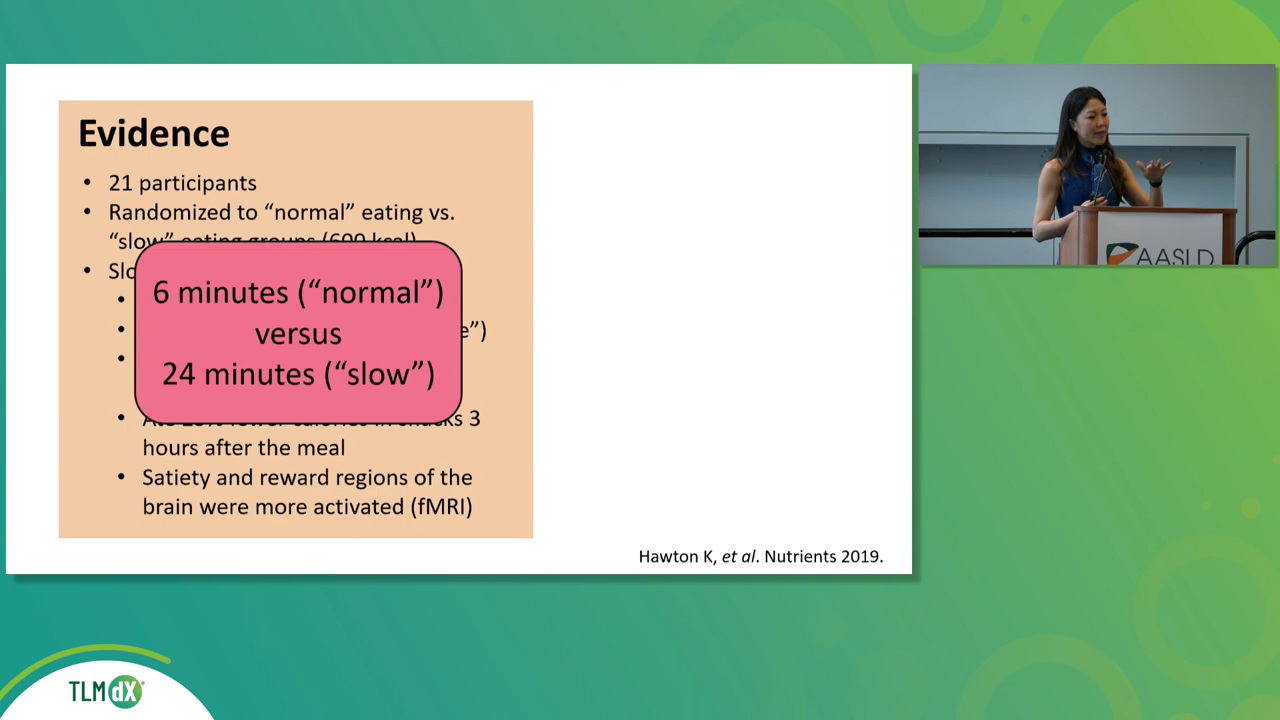 Evidence
• 21 participants
• Randomized to “normal” eating vs.
“slow” eating groups (600 kcal)
• Slo
6 minutes (“normal”)
versus
24 minutes (“slow”)
e”)
hours after the meal
• Satiety and reward regions of the
brain were more activated (fMRI)
Hawton K, et al. Nutrients 2019.
AASLD
TLMdX